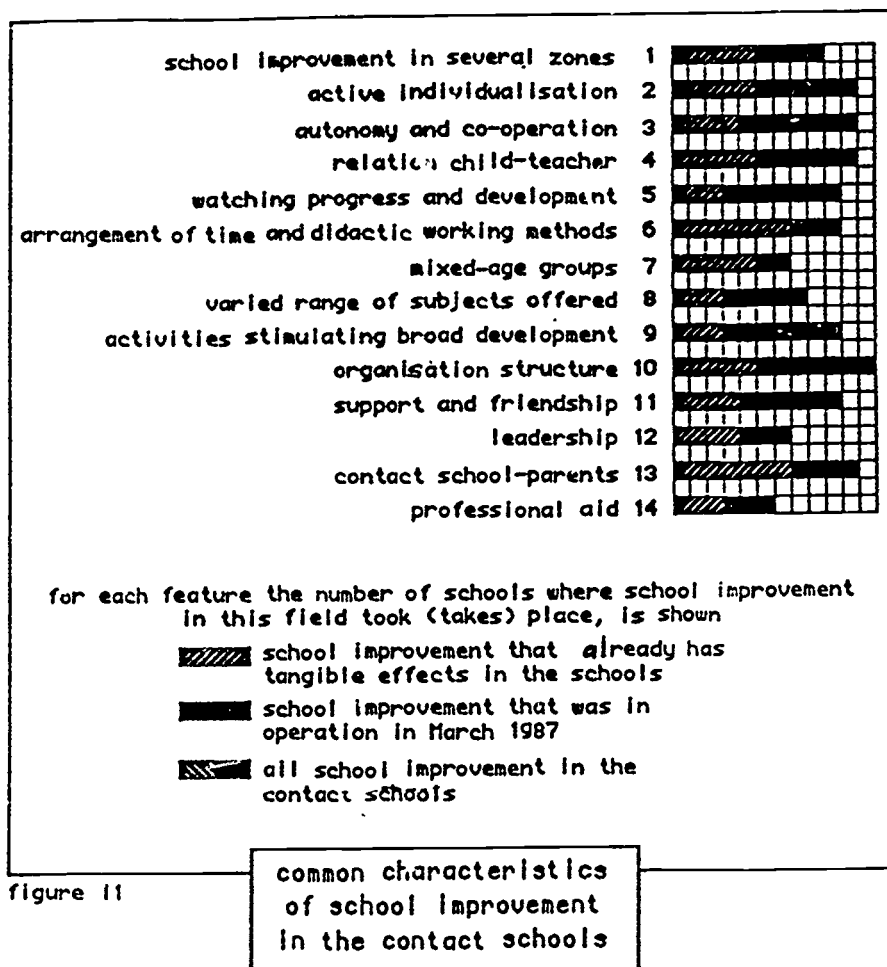 school improvement in several zones 1
active individualisation 2
autonomy and co-operation 3
relation child-teacher 4
watching progress and development 5
arrangement of time and didactic working methods 6
mixed-age groups 7
varied range of subjects offered 8
activities stimulating broad development 9
organisation structure 10
support and friendship 11
leadership 12
contact school-parents 13
professional aid 14
for each feature the number of schools where school improvement
in this field took (takes) place, is shown
school improvement that already has
tangible effects in the schools
school improvement that was in
operation in March 1987
all school improvement in the
contact schools
figure 11
common characteristics
of school improvement
in the contact schools